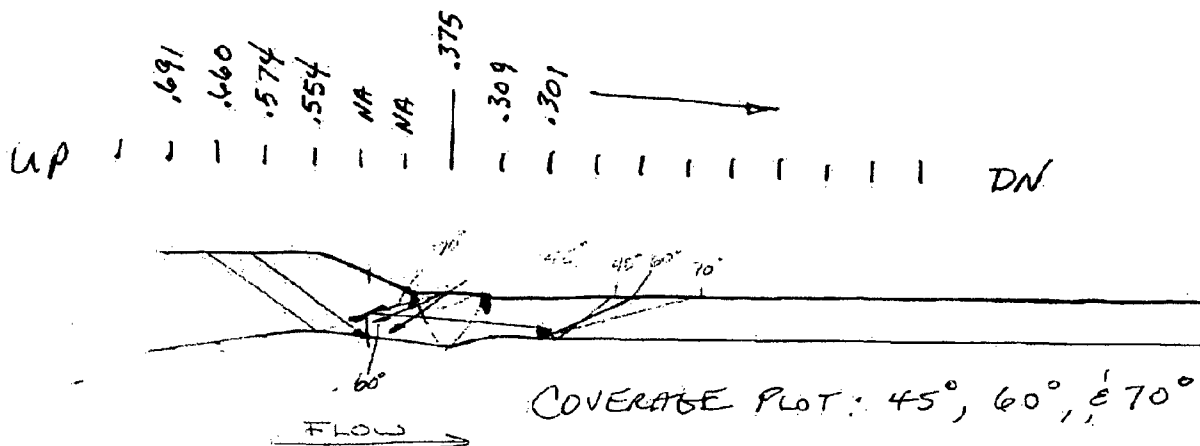 .691 .660 .574 .554 NA NA .375 .309 .301
UP DN
70° 45° 45° 60° 70°
60°
COVERAGE PLOT: 45°, 60°, & 70°
FLOW